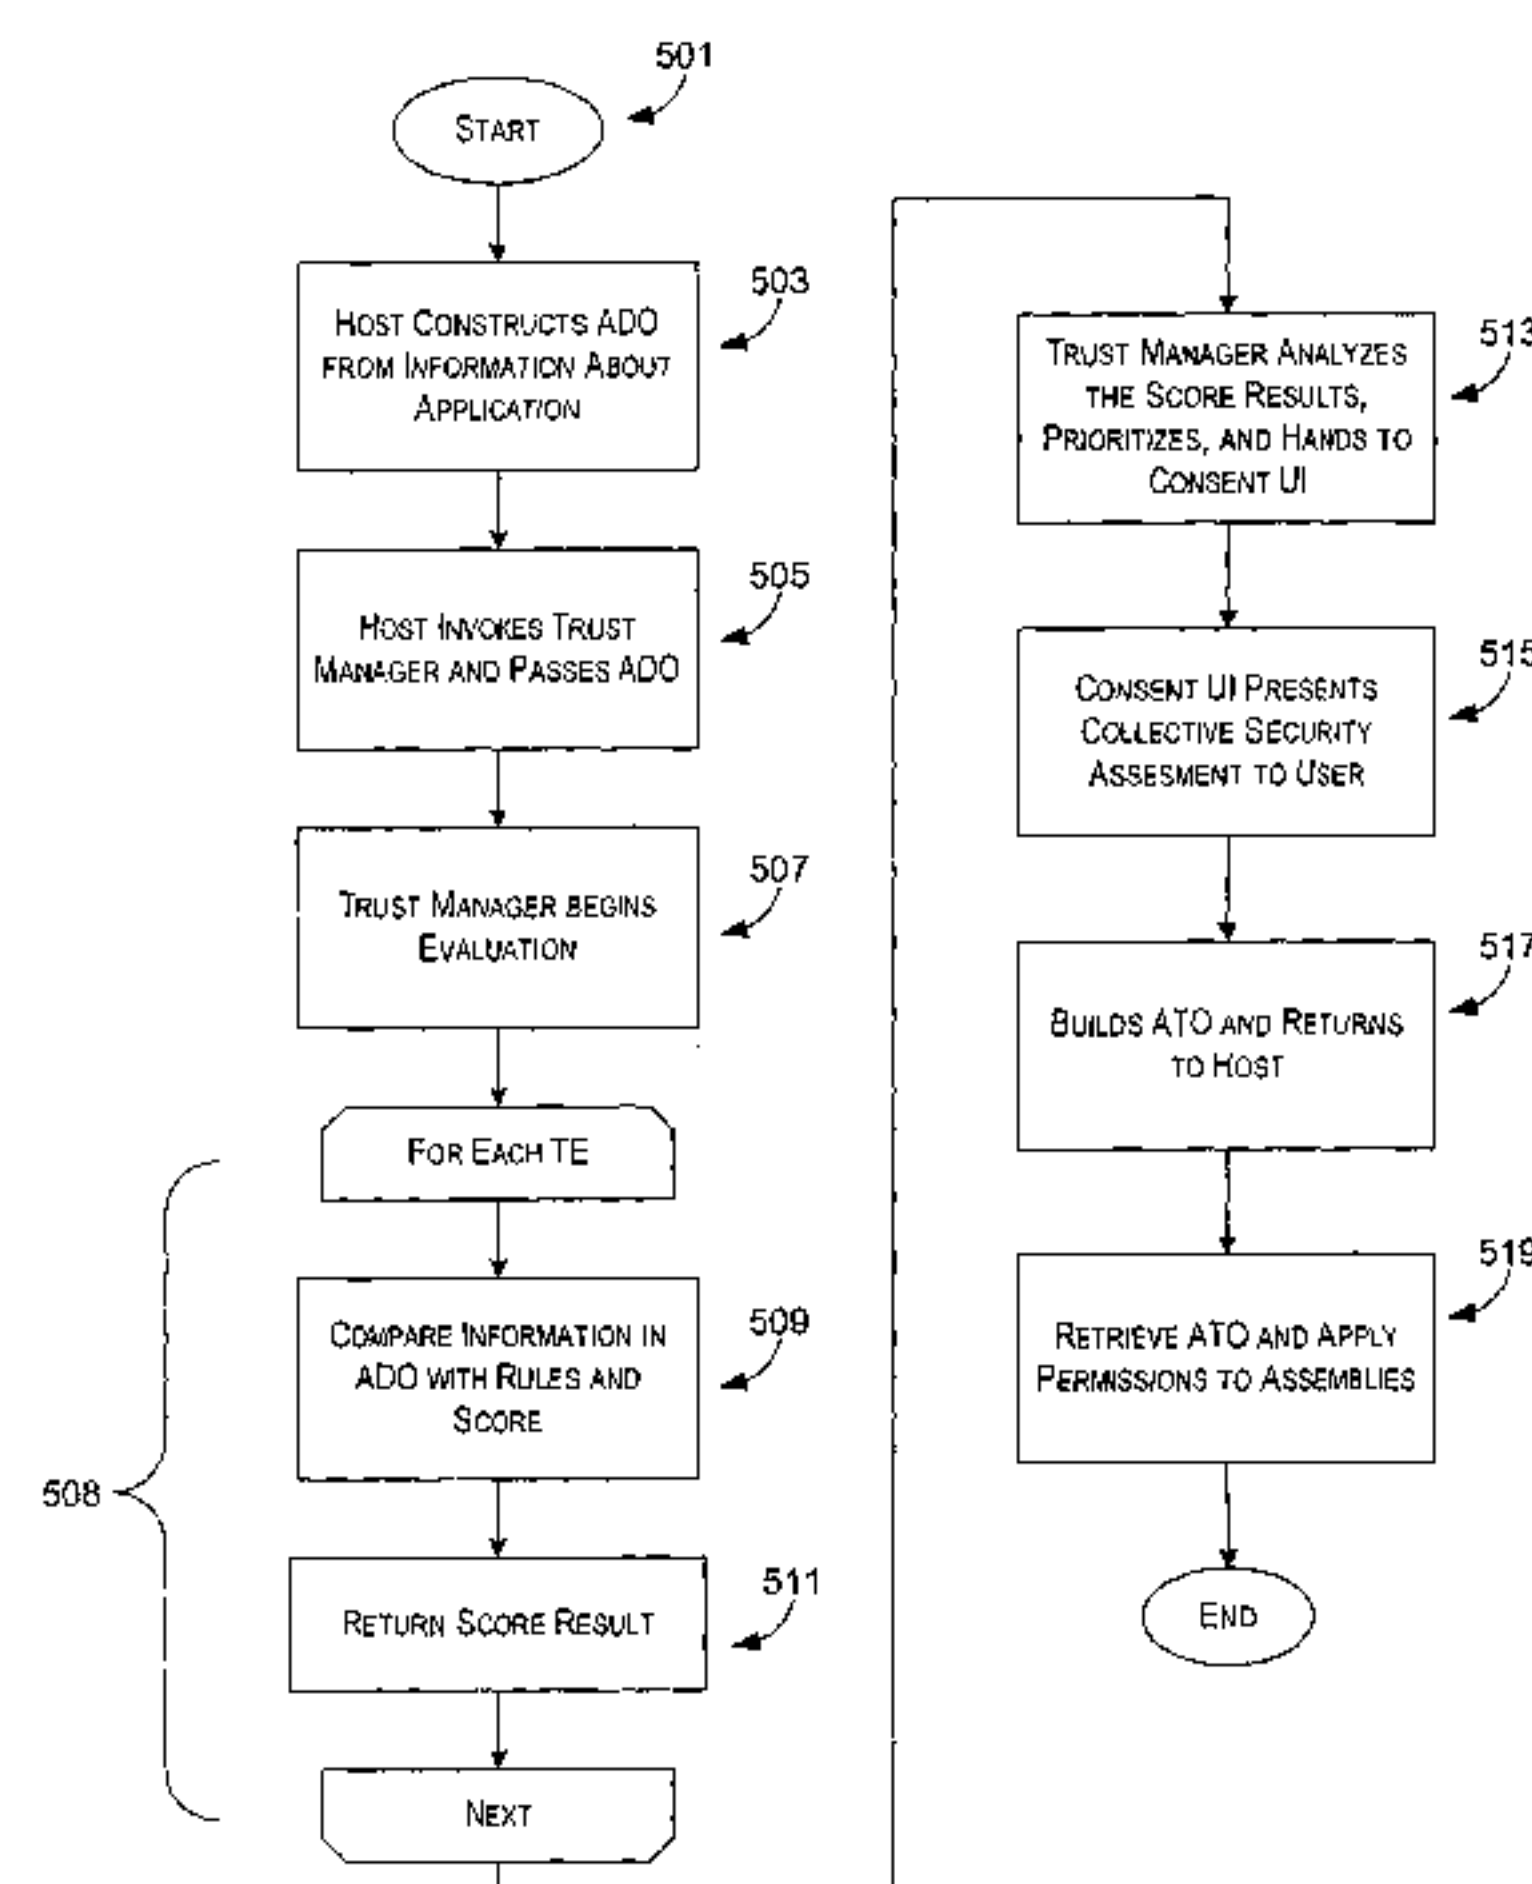 501
START
503
HOST CONSTRUCTS ADO
FROM INFORMATION ABOUT
APPLICATION
505
HOST INVOKES TRUST
MANAGER AND PASSES ADO
507
TRUST MANAGER BEGINS
EVALUATION
FOR EACH TE
508
509
COMPARE INFORMATION IN
ADO WITH RULES AND
SCORE
511
RETURN SCORE RESULT
NEXT
513
TRUST MANAGER ANALYZES
THE SCORE RESULTS,
PRIORITIZES, AND HANDS TO
CONSENT UI
515
CONSENT UI PRESENTS
COLLECTIVE SECURITY
ASSESMENT TO USER
517
BUILDS ATO AND RETURNS
TO HOST
519
RETRIEVE ATO AND APPLY
PERMISSIONS TO ASSEMBLIES
END